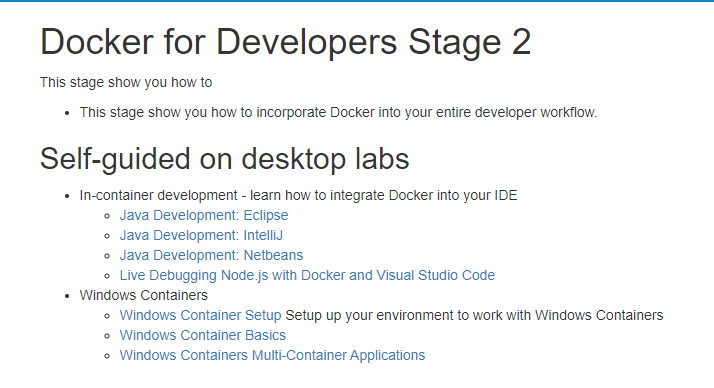 Docker for Developers Stage 2
This stage show you how to
This stage show you how to incorporate Docker into your entire developer workflow.
Self-guided on desktop labs
In-container development - learn how to integrate Docker into your IDE
Java Development: Eclipse
Java Development: IntelliJ
Java Development: Netbeans
Live Debugging Node.js with Docker and Visual Studio Code
Windows Containers
Windows Container Setup Setup up your environment to work with Windows Containers
Windows Container Basics
Windows Containers Multi-Container Applications